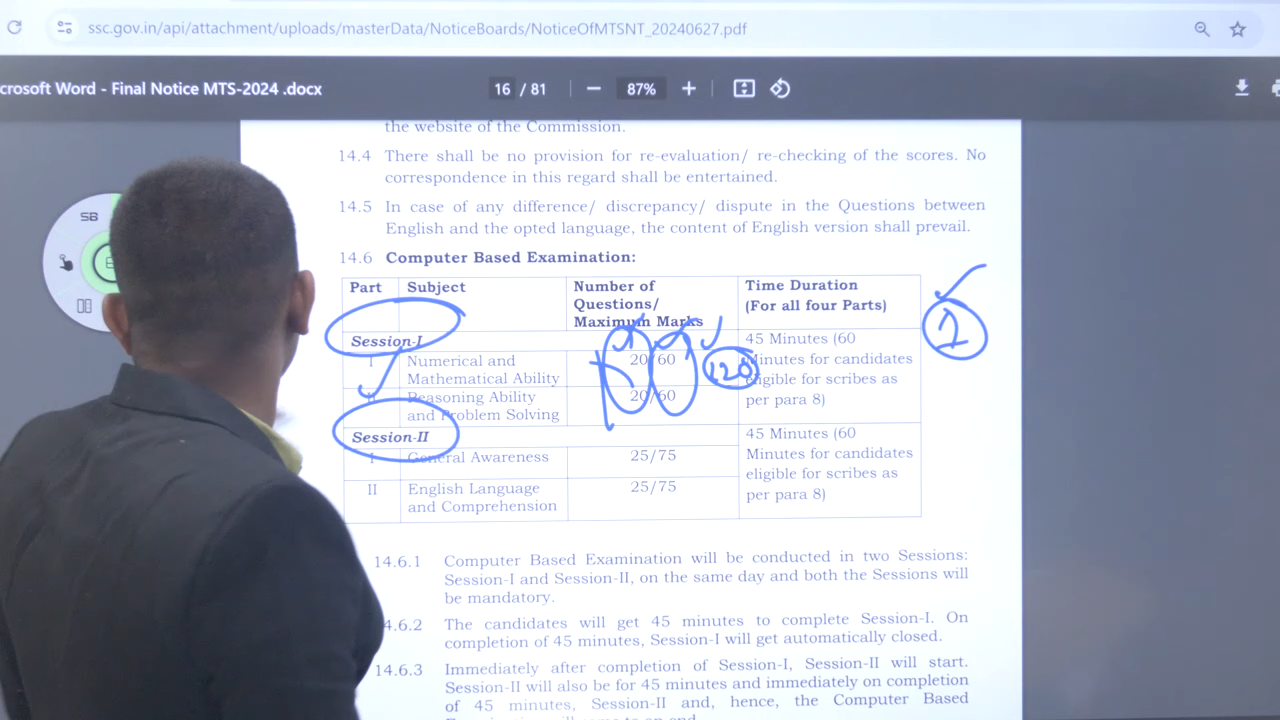 ssc.gov.in/api/attachment/uploads/masterData/NoticeBoards/NoticeOfMTSNT_20240627.pdf
crosoft Word - Final Notice MTS-2024 .docx
16 / 81
87%
SB
the website of the Commission.
14.4 There shall be no provision for re-evaluation/ re-checking of the scores. No
correspondence in this regard shall be entertained.
14.5 In case of any difference/ discrepancy/ dispute in the Questions between
English and the opted language, the content of English version shall prevail.
14.6 Computer Based Examination:
Part Subject Number of Questions/ Maximum Marks Time Duration (For all four Parts)
Session-I
I Numerical and Mathematical Ability 20/60 45 Minutes (60 Minutes for candidates eligible for scribes as per para 8)
II Reasoning Ability and Problem Solving 20/60
120
1
Session-II
I General Awareness 25/75 45 Minutes (60 Minutes for candidates eligible for scribes as per para 8)
II English Language and Comprehension 25/75
14.6.1 Computer Based Examination will be conducted in two Sessions:
Session-I and Session-II, on the same day and both the Sessions will
be mandatory.
4.6.2 The candidates will get 45 minutes to complete Session-I. On
completion of 45 minutes, Session-I will get automatically closed.
14.6.3 Immediately after completion of Session-I, Session-II will start.
Session-II will also be for 45 minutes and immediately on completion
of 45 minutes, Session-II and, hence, the Computer Based